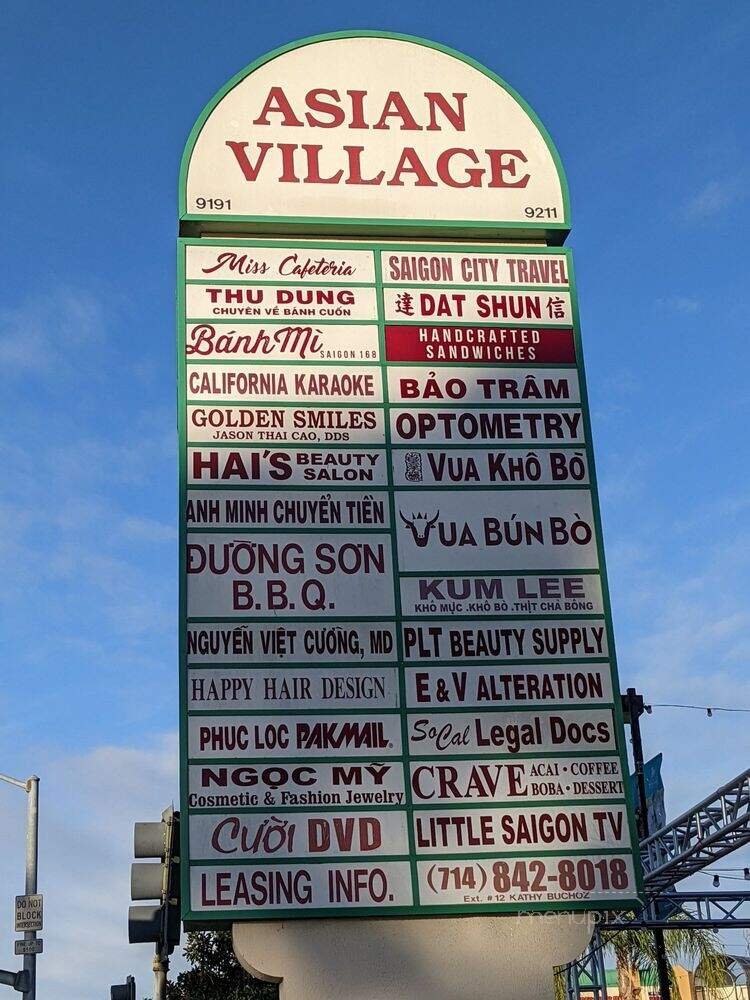 ASIAN
VILLAGE
9191
9211
Miss Cafeteria
SAIGON CITY TRAVEL
THU DUNG
CHUYÊN VỀ BÁNH CUỐN
達 DAT SHUN 信
Bánh Mì
SAIGON 168
HANDCRAFTED
SANDWICHES
CALIFORNIA KARAOKE
BẢO TRÂM
GOLDEN SMILES
JASON THAI CAO, DDS
OPTOMETRY
HAI'S BEAUTY
SALON
VUA KHÔ BÒ
ANH MINH CHUYỂN TIỀN
VUA BÚN BÒ
ĐƯỜNG SƠN
B.B.Q.
KUM LEE
KHÔ MỰC .KHÔ BÒ .THỊT CHÀ BÔNG
NGUYỄN VIỆT CƯỜNG, MD
PLT BEAUTY SUPPLY
HAPPY HAIR DESIGN
E & V ALTERATION
PHUC LOC PAKMAIL®
SoCal Legal Docs
NGỌC MỸ
Cosmetic & Fashion Jewelry
CRAVE ACAI • COFFEE
BOBA • DESSERT
CƯỜI DVD
LITTLE SAIGON TV
LEASING INFO.
(714) 842-8018
Ext. #12 KATHY BUCHOZ
menupix
DO NOT
BLOCK
INTERSECTION